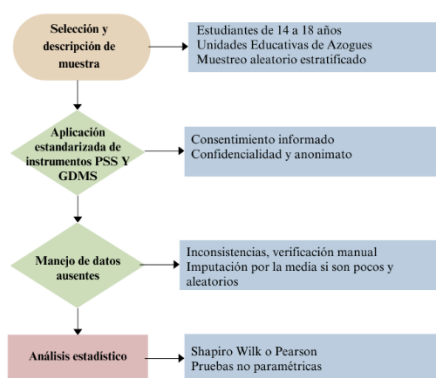 Selección y
descripción de
muestra
Estudiantes de 14 a 18 años
Unidades Educativas de Azogues
Muestreo aleatorio estratificado
Aplicación
estandarizada de
instrumentos PSS Y
GDMS
Consentimiento informado
Confidencialidad y anonimato
Manejo de datos
ausentes
Inconsistencias, verificación manual
Imputación por la media si son pocos y
aleatorios
Análisis estadístico
Shapiro Wilk o Pearson
Pruebas no paramétricas